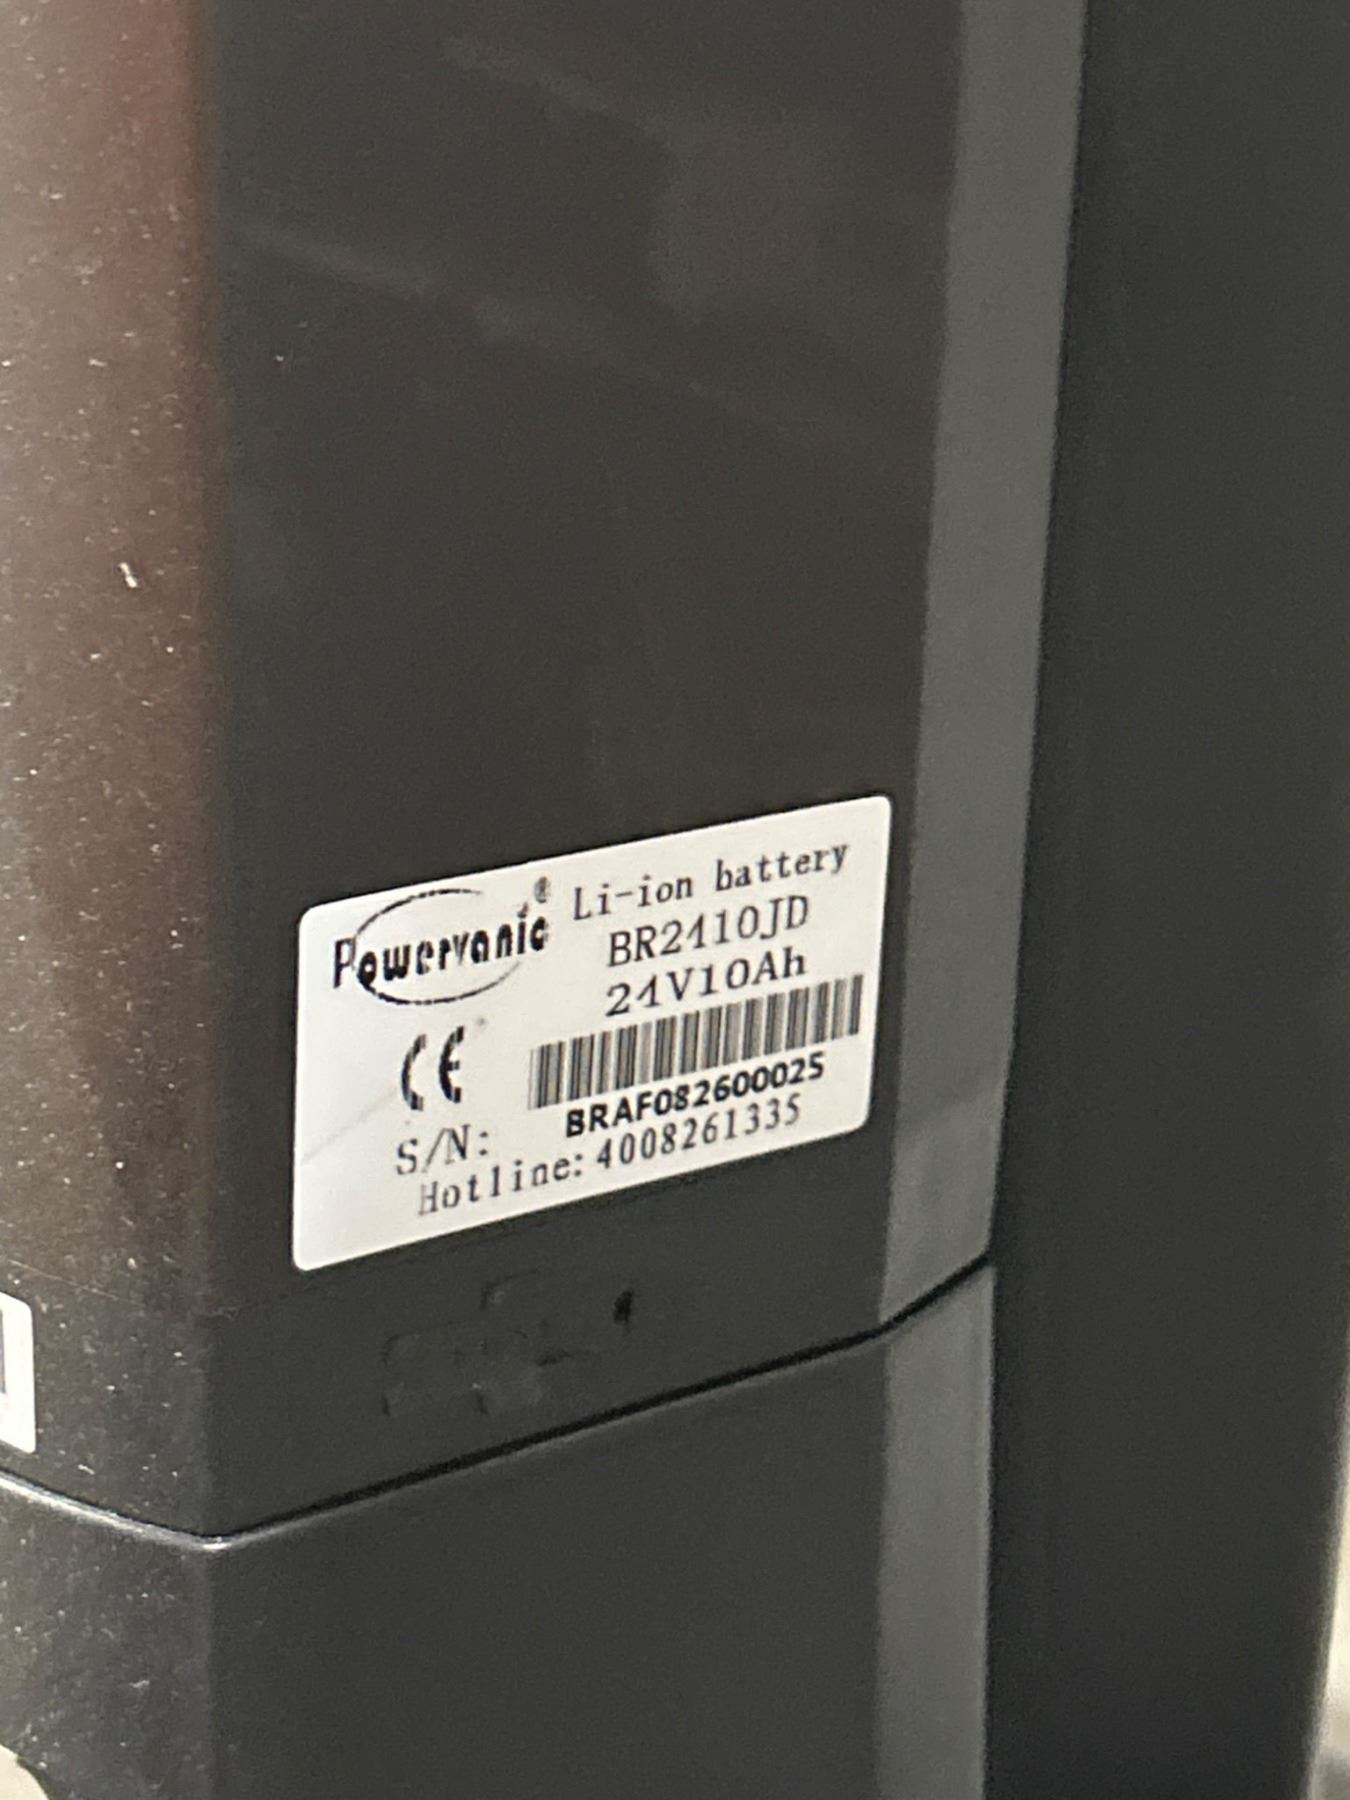 Powervanic® Li-ion battery
BR2410JD
24V10Ah
CE
BRAF082600025
S/N:
Hotline: 4008261335